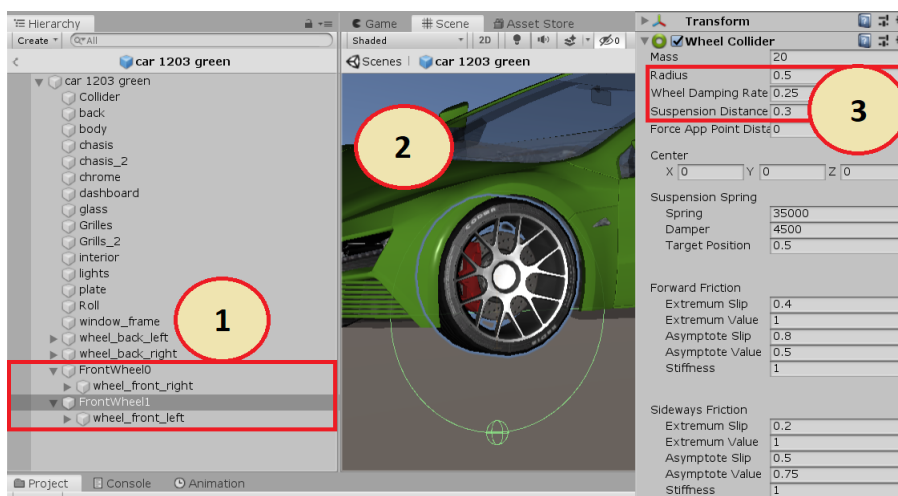 Hierarchy
Create
All
car 1203 green
car 1203 green
Collider
back
body
chasis
chasis_2
chrome
dashboard
glass
Grilles
Grills_2
interior
lights
plate
Roll
window_frame
wheel_back_left
wheel_back_right
FrontWheel0
wheel_front_right
FrontWheel1
wheel_front_left
1
Project
Console
Animation
Game
Scene
Asset Store
Shaded
2D
0
Scenes
car 1203 green
2
Transform
Wheel Collider
Mass 20
Radius 0.5
Wheel Damping Rate 0.25
Suspension Distance 0.3
Force App Point Dista 0
3
Center
X 0 Y 0 Z 0
Suspension Spring
Spring 35000
Damper 4500
Target Position 0.5
Forward Friction
Extremum Slip 0.4
Extremum Value 1
Asymptote Slip 0.8
Asymptote Value 0.5
Stiffness 1
Sideways Friction
Extremum Slip 0.2
Extremum Value 1
Asymptote Slip 0.5
Asymptote Value 0.75
Stiffness 1